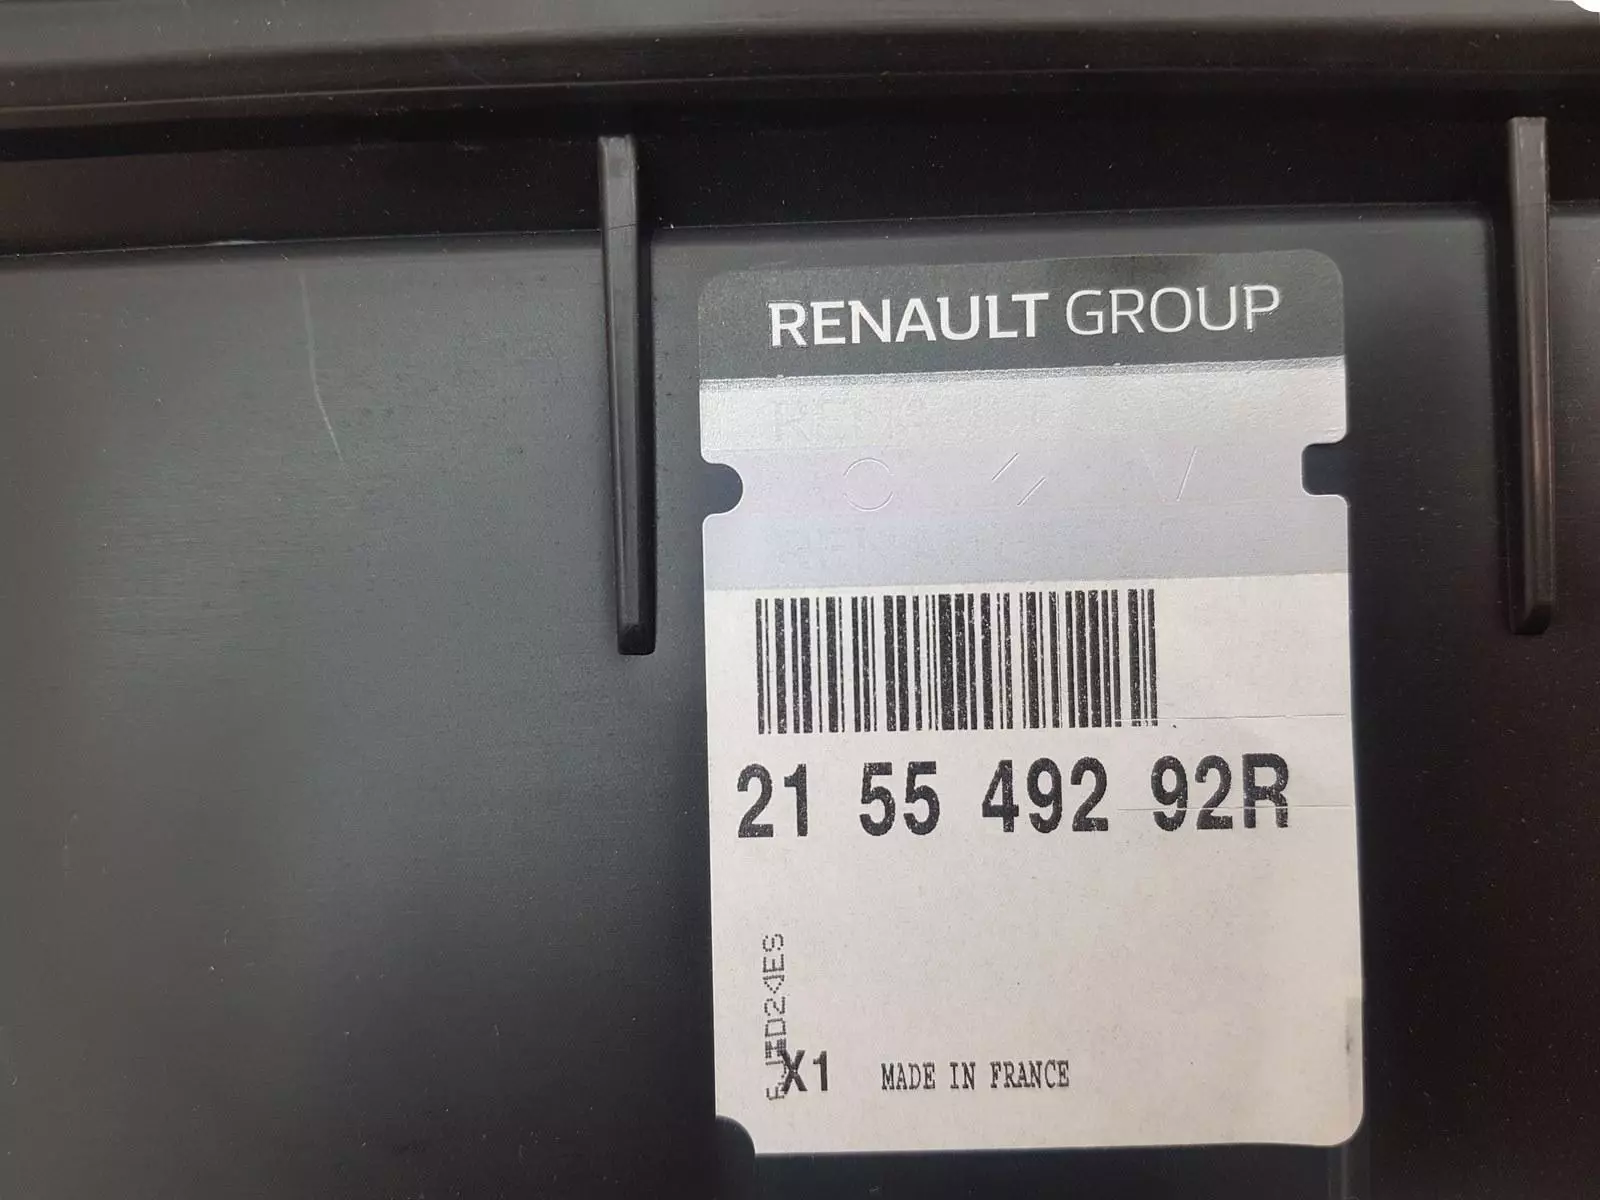 RENAULT GROUP
21 55 492 92R
X1 MADE IN FRANCE